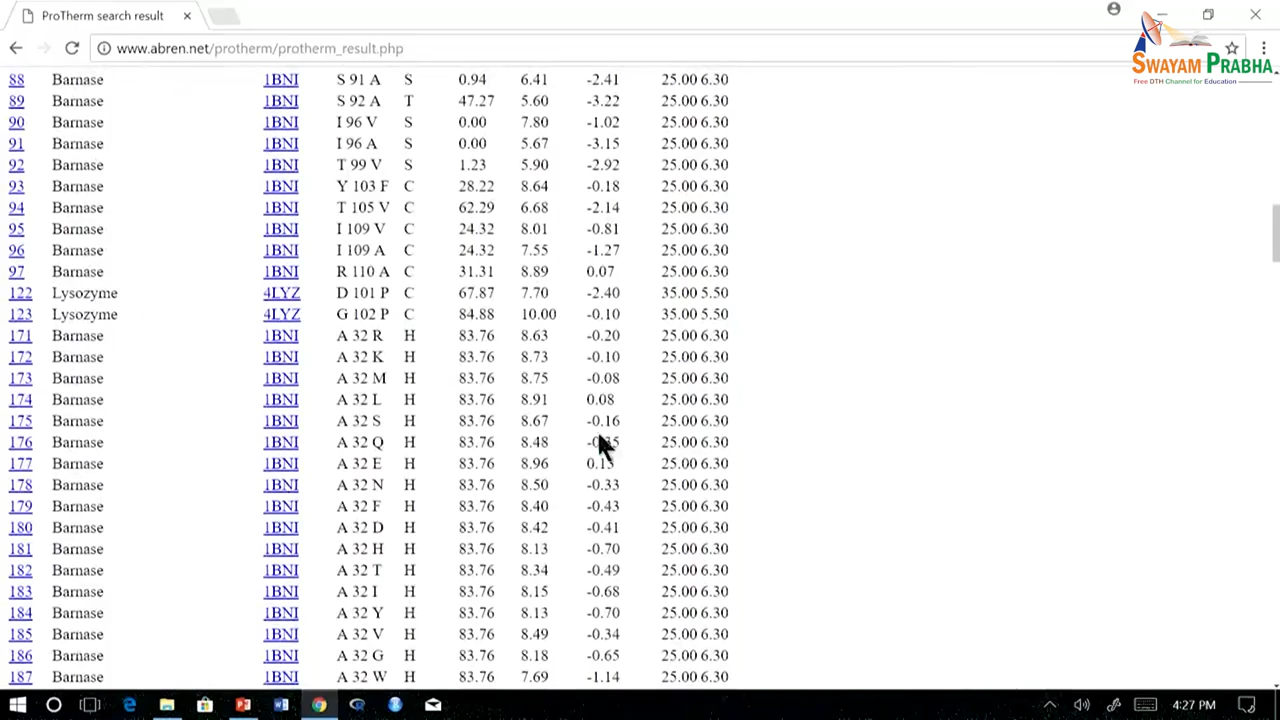 ProTherm search result
www.abren.net/protherm/protherm_result.php
SWAYAM PRABHA
Free DTH Channel for Education
88 Barnase 1BNI S 91 A S 0.94 6.41 -2.41 25.00 6.30
89 Barnase 1BNI S 92 A T 47.27 5.60 -3.22 25.00 6.30
90 Barnase 1BNI I 96 V S 0.00 7.80 -1.02 25.00 6.30
91 Barnase 1BNI I 96 A S 0.00 5.67 -3.15 25.00 6.30
92 Barnase 1BNI T 99 V S 1.23 5.90 -2.92 25.00 6.30
93 Barnase 1BNI Y 103 F C 28.22 8.64 -0.18 25.00 6.30
94 Barnase 1BNI T 105 V C 62.29 6.68 -2.14 25.00 6.30
95 Barnase 1BNI I 109 V C 24.32 8.01 -0.81 25.00 6.30
96 Barnase 1BNI I 109 A C 24.32 7.55 -1.27 25.00 6.30
97 Barnase 1BNI R 110 A C 31.31 8.89 0.07 25.00 6.30
122 Lysozyme 4LYZ D 101 P C 67.87 7.70 -2.40 35.00 5.50
123 Lysozyme 4LYZ G 102 P C 84.88 10.00 -0.10 35.00 5.50
171 Barnase 1BNI A 32 R H 83.76 8.63 -0.20 25.00 6.30
172 Barnase 1BNI A 32 K H 83.76 8.73 -0.10 25.00 6.30
173 Barnase 1BNI A 32 M H 83.76 8.75 -0.08 25.00 6.30
174 Barnase 1BNI A 32 L H 83.76 8.91 0.08 25.00 6.30
175 Barnase 1BNI A 32 S H 83.76 8.67 -0.16 25.00 6.30
176 Barnase 1BNI A 32 Q H 83.76 8.48 25.00 6.30
177 Barnase 1BNI A 32 E H 83.76 8.96 0.13 25.00 6.30
178 Barnase 1BNI A 32 N H 83.76 8.50 -0.33 25.00 6.30
179 Barnase 1BNI A 32 F H 83.76 8.40 -0.43 25.00 6.30
180 Barnase 1BNI A 32 D H 83.76 8.42 -0.41 25.00 6.30
181 Barnase 1BNI A 32 H H 83.76 8.13 -0.70 25.00 6.30
182 Barnase 1BNI A 32 T H 83.76 8.34 -0.49 25.00 6.30
183 Barnase 1BNI A 32 I H 83.76 8.15 -0.68 25.00 6.30
184 Barnase 1BNI A 32 Y H 83.76 8.13 -0.70 25.00 6.30
185 Barnase 1BNI A 32 V H 83.76 8.49 -0.34 25.00 6.30
186 Barnase 1BNI A 32 G H 83.76 8.18 -0.65 25.00 6.30
187 Barnase 1BNI A 32 W H 83.76 7.69 -1.14 25.00 6.30
4:27 PM